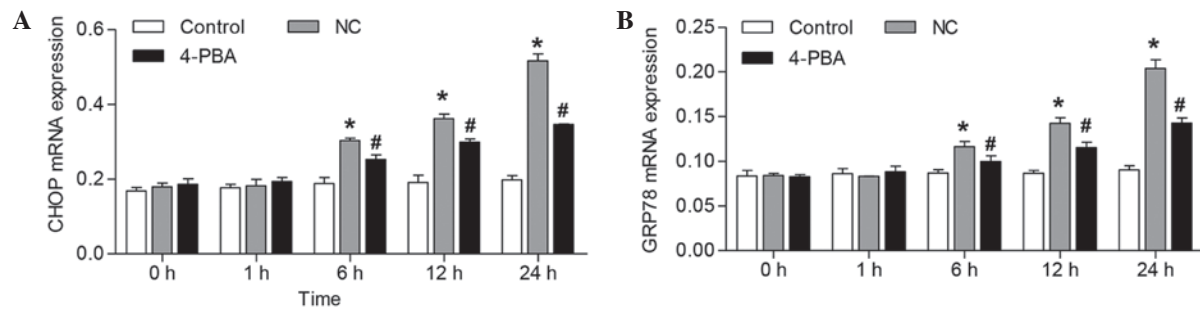 A
CHOP mRNA expression
0.6
0.4
0.2
0.0
Control
NC
4-PBA
*
#
*
#
*
#
0 h
1 h
6 h
12 h
24 h
Time
B
GRP78 mRNA expression
0.25
0.20
0.15
0.10
0.05
0.00
Control
NC
4-PBA
*
#
*
#
*
#
0 h
1 h
6 h
12 h
24 h